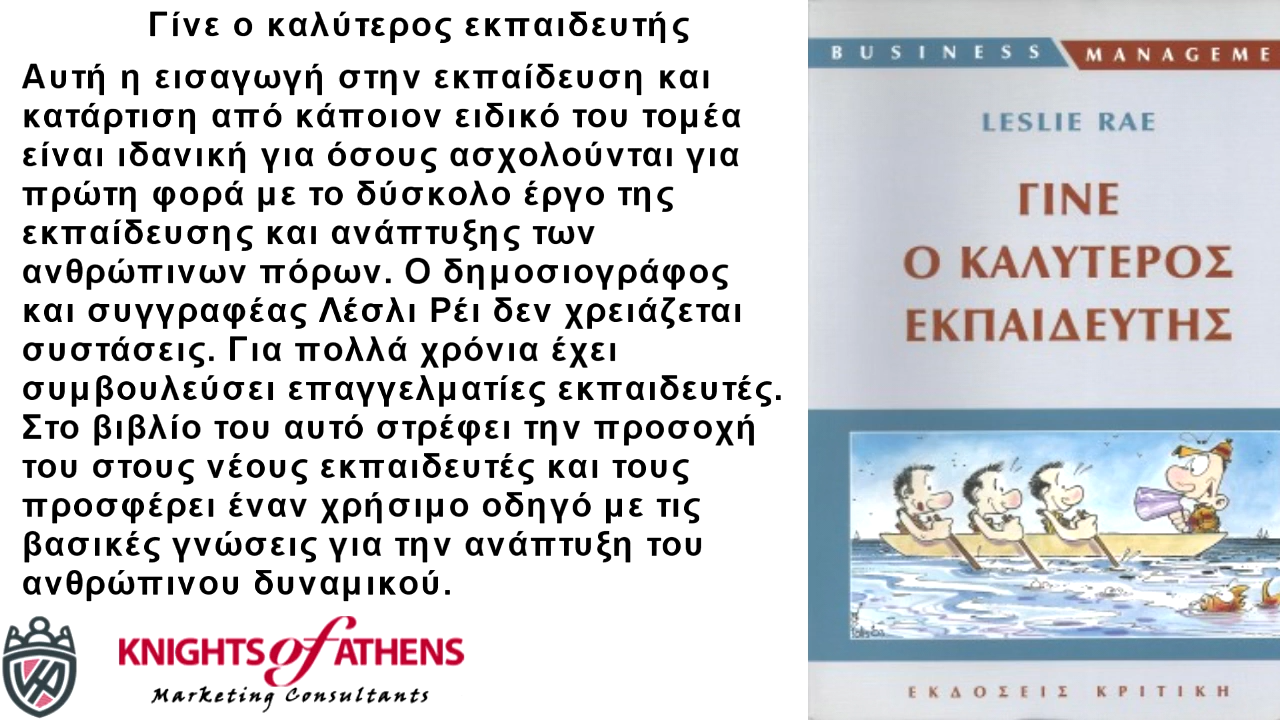 Γίνε ο καλύτερος εκπαιδευτής
Αυτή η εισαγωγή στην εκπαίδευση και
κατάρτιση από κάποιον ειδικό του τομέα
είναι ιδανική για όσους ασχολούνται για
πρώτη φορά με το δύσκολο έργο της
εκπαίδευσης και ανάπτυξης των
ανθρώπινων πόρων. Ο δημοσιογράφος
και συγγραφέας Λέσλι Ρέι δεν χρειάζεται
συστάσεις. Για πολλά χρόνια έχει
συμβουλεύσει επαγγελματίες εκπαιδευτές.
Στο βιβλίο του αυτό στρέφει την προσοχή
του στους νέους εκπαιδευτές και τους
προσφέρει έναν χρήσιμο οδηγό με τις
βασικές γνώσεις για την ανάπτυξη του
ανθρώπινου δυναμικού.
KNIGHTS of ATHENS
Marketing Consultants
BUSINESS MANAGEME
LESLIE RAE
ΓΙΝΕ
Ο ΚΑΛΥΤΕΡΟΣ
ΕΚΠΑΙΔΕΥΤΗΣ
ΕΚΔΟΣΕΙΣ ΚΡΙΤΙΚΗ